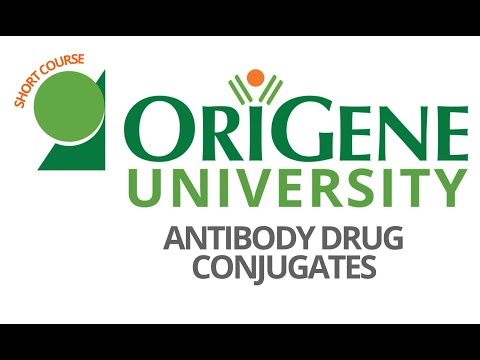 SHORT COURSE
ORIGENE
UNIVERSITY
ANTIBODY DRUG
CONJUGATES